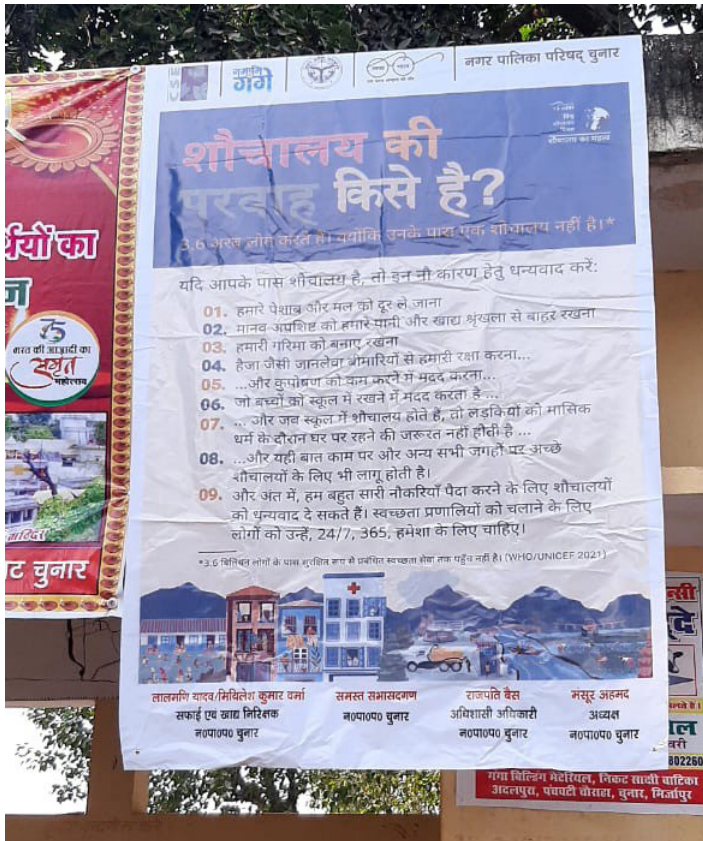 CSE
नमामि
गंगे
नगर पालिका परिषद् चुनार
शौचालय की
परवाह किसे है?
शौचालय का महत्व
3.6 अरब लोग करते हैं। क्योंकि उनके पास एक शौचालय नहीं है।*
यदि आपके पास शौचालय है, तो इन नौ कारण हेतु धन्यवाद करें:
01. हमारे पेशाब और मल को दूर ले जाना
02. मानव अपशिष्ट को हमारे पानी और खाद्य श्रृंखला से बाहर रखना
03. हमारी गरिमा को बनाए रखना
04. हैजा जैसी जानलेवा बीमारियों से हमारी रक्षा करना...
05. ...और कुपोषण को कम करने में मदद करना...
06. जो बच्चों को स्कूल में रखने में मदद करता है ...
07. ... और जब स्कूल में शौचालय होते हैं, तो लड़कियों को मासिक
धर्म के दौरान घर पर रहने की जरूरत नहीं होती है ...
08. ...और यही बात काम पर और अन्य सभी जगहों पर अच्छे
शौचालयों के लिए भी लागू होती है।
09. और अंत में, हम बहुत सारी नौकरियाँ पैदा करने के लिए शौचालयों
को धन्यवाद दे सकते हैं। स्वच्छता प्रणालियों को चलाने के लिए
लोगों को उन्हें, 24/7, 365, हमेशा के लिए चाहिए।
*3.6 बिलियन लोगों के पास सुरक्षित रूप से प्रबंधित स्वच्छता सेवा तक पहुँच नहीं है। (WHO/UNICEF 2021)
लालमणि यादव/मिथिलेश कुमार वर्मा
सफाई एव खाद्य निरिक्षक
न०पा०प० चुनार
समस्त सभासदगण
न०पा०प० चुनार
राजपति बैस
अधिशासी अधिकारी
न०पा०प० चुनार
मंसूर अहमद
अध्यक्ष
न०पा०प० चुनार
र्थियों का
न
75
आजादी का
अमृत
महोत्सव
ट चुनार
न्सी
दे
ल
बरी
802260
गंगा बिल्डिंग मेटेरियल, निकट साक्षी वाटिका
अदलपुरा, पंचवटी चौराहा, चुनार, मिर्जापुर